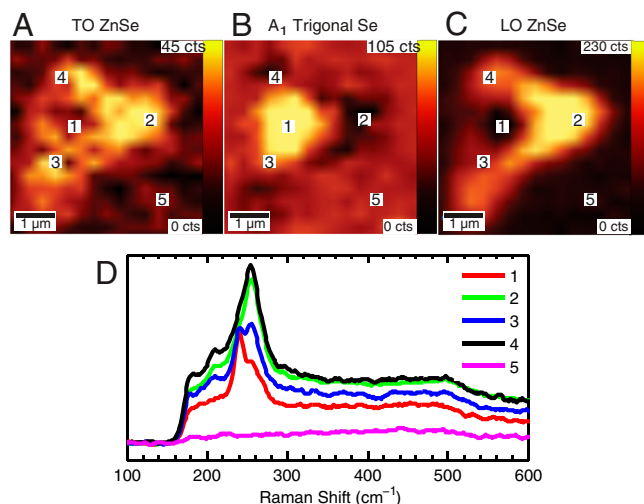 A TO ZnSe
B A₁ Trigonal Se
C LO ZnSe
45 cts
105 cts
230 cts
4
1
2
3
5
1 µm
0 cts
4
1
2
3
5
1 µm
0 cts
4
1
2
3
5
1 µm
0 cts
D
1
2
3
4
5
100 200 300 400 500 600
Raman Shift (cm⁻¹)